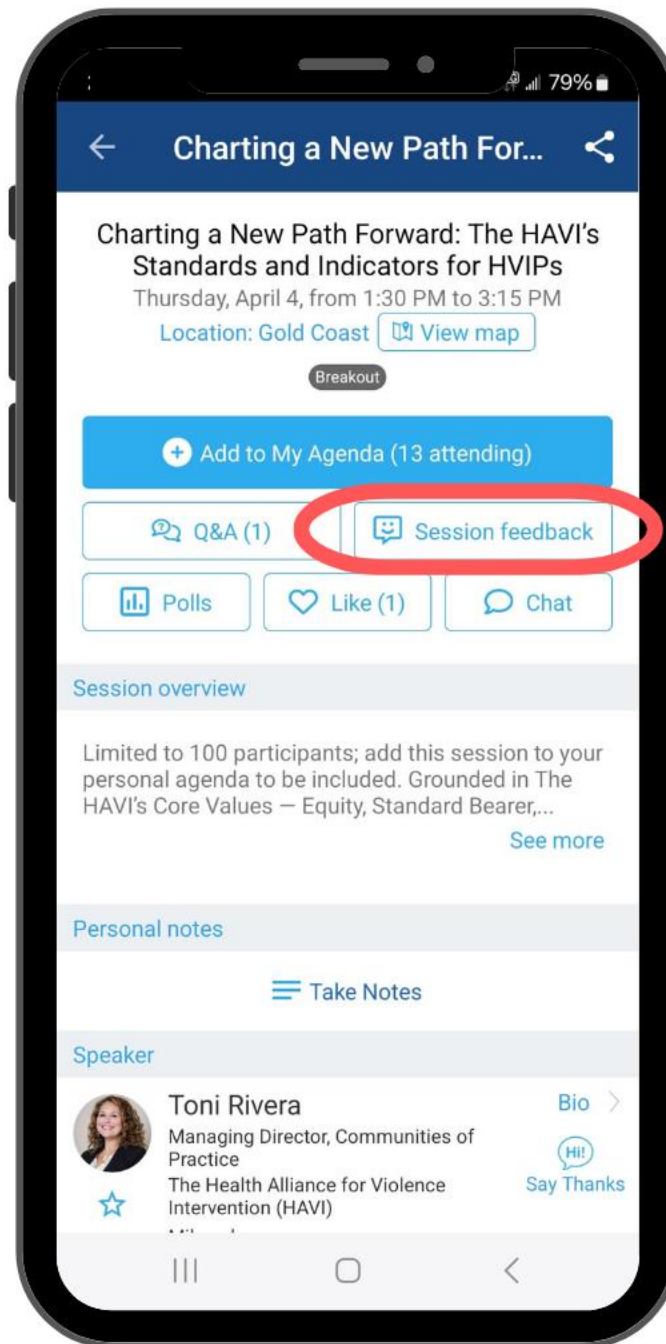 79%
Charting a New Path For...
Charting a New Path Forward: The HAVI's
Standards and Indicators for HVIPs
Thursday, April 4, from 1:30 PM to 3:15 PM
Location: Gold Coast View map
Breakout
Add to My Agenda (13 attending)
Q&A (1) Session feedback
Polls Like (1) Chat
Session overview
Limited to 100 participants; add this session to your
personal agenda to be included. Grounded in The
HAVI's Core Values — Equity, Standard Bearer,...
See more
Personal notes
Take Notes
Speaker
Toni Rivera Bio
Managing Director, Communities of
Practice
The Health Alliance for Violence
Intervention (HAVI)
Hi!
Say Thanks